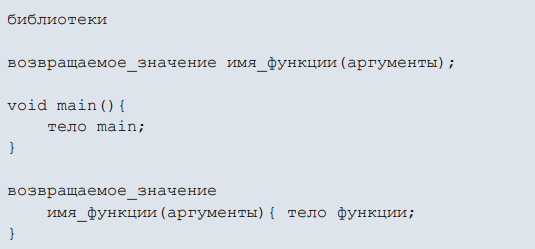 библиотеки
возвращаемое_значение имя_функции(аргументы);
void main(){
тело main;
}
возвращаемое_значение
имя_функции(аргументы){ тело функции;
}